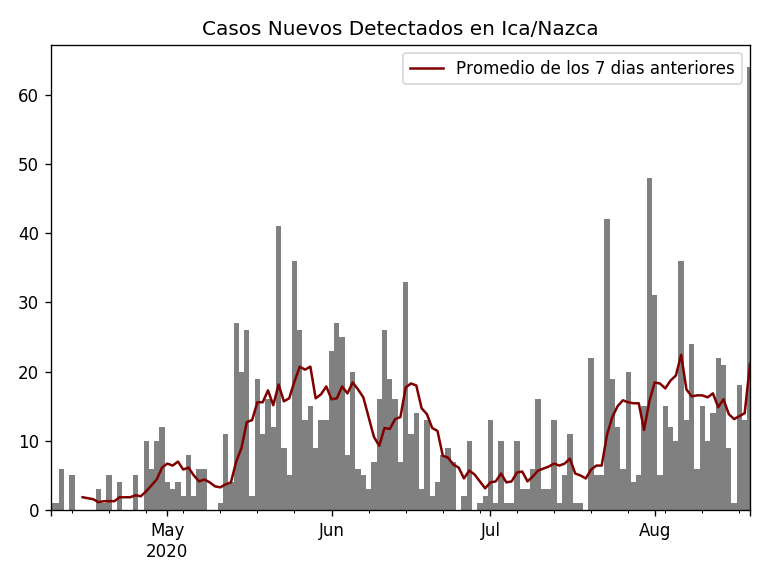 Casos Nuevos Detectados en Ica/Nazca
Promedio de los 7 dias anteriores
60
50
40
30
20
10
0
May
2020
Jun
Jul
Aug